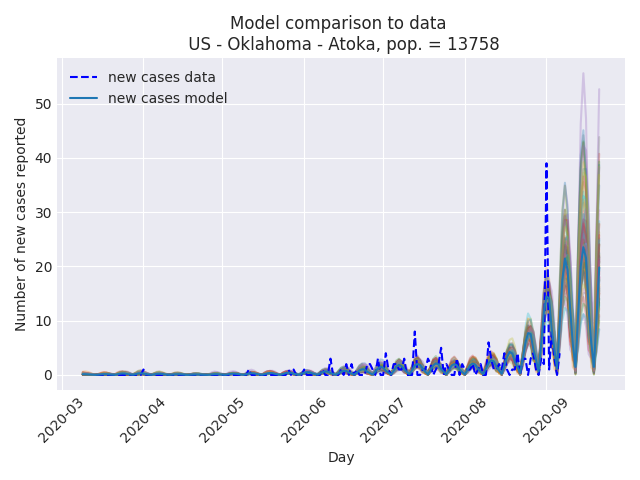 Model comparison to data
US - Oklahoma - Atoka, pop. = 13758
new cases data
new cases model
Number of new cases reported
50
40
30
20
10
0
2020-03
2020-04
2020-05
2020-06
2020-07
2020-08
2020-09
Day